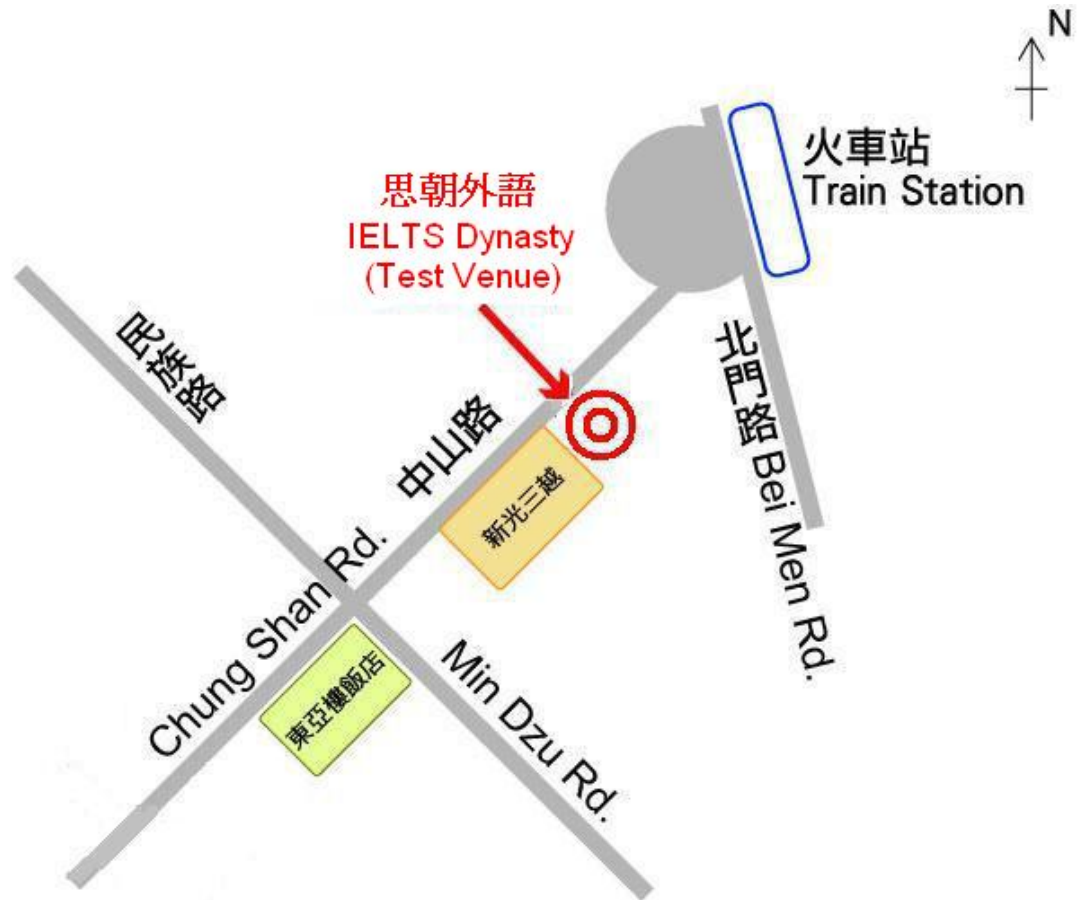 N
火車站
Train Station
思朝外語
IELTS Dynasty
(Test Venue)
民族路
中山路
北門路 Bei Men Rd.
新光三越
Chung Shan Rd.
東亞樓飯店
Min Dzu Rd.